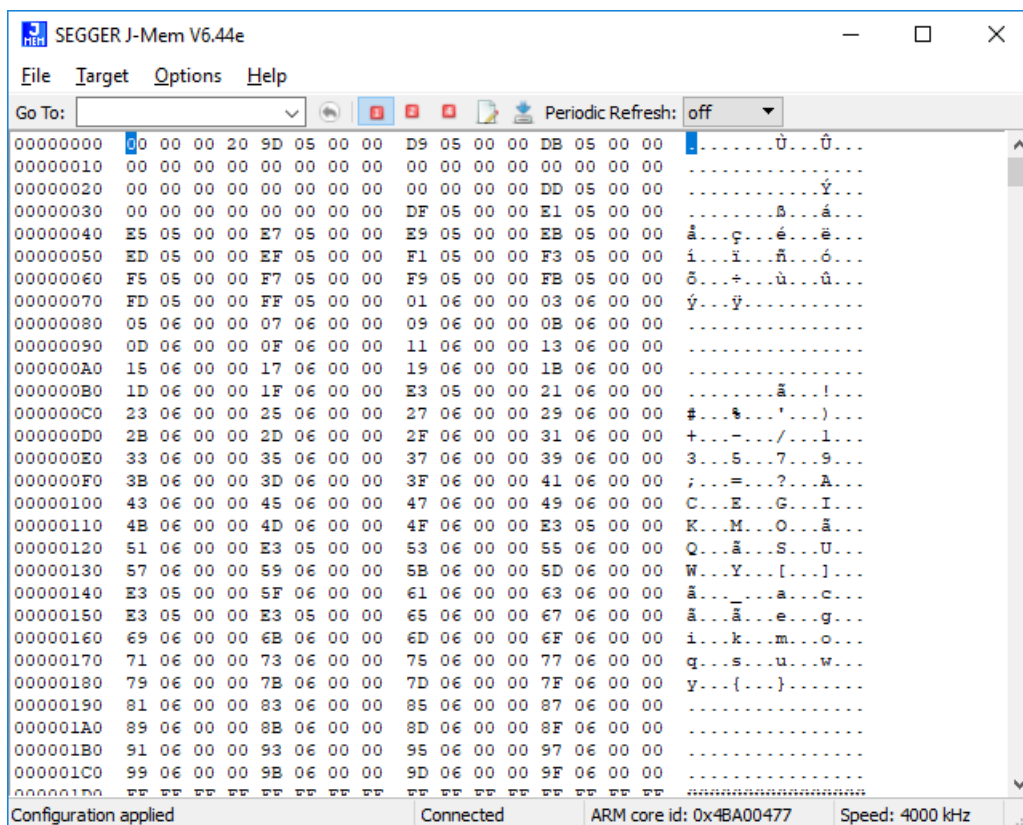 SEGGER J-Mem V6.44e
File Target Options Help
Go To: Periodic Refresh: off
00000000 00 00 00 20 9D 05 00 00 D9 05 00 00 DB 05 00 00 ........Ù...Û...
00000010 00 00 00 00 00 00 00 00 00 00 00 00 00 00 00 00 ................
00000020 00 00 00 00 00 00 00 00 00 00 00 00 DD 05 00 00 ............Ý...
00000030 00 00 00 00 00 00 00 00 DF 05 00 00 E1 05 00 00 ........ß...á...
00000040 E5 05 00 00 E7 05 00 00 E9 05 00 00 EB 05 00 00 å...ç...é...ë...
00000050 ED 05 00 00 EF 05 00 00 F1 05 00 00 F3 05 00 00 í...ï...ñ...ó...
00000060 F5 05 00 00 F7 05 00 00 F9 05 00 00 FB 05 00 00 õ...÷...ù...û...
00000070 FD 05 00 00 FF 05 00 00 01 06 00 00 03 06 00 00 ý...ÿ...........
00000080 05 06 00 00 07 06 00 00 09 06 00 00 0B 06 00 00 ................
00000090 0D 06 00 00 0F 06 00 00 11 06 00 00 13 06 00 00 ................
000000A0 15 06 00 00 17 06 00 00 19 06 00 00 1B 06 00 00 ................
000000B0 1D 06 00 00 1F 06 00 00 E3 05 00 00 21 06 00 00 ........ã...!...
000000C0 23 06 00 00 25 06 00 00 27 06 00 00 29 06 00 00 #...%...'...)...
000000D0 2B 06 00 00 2D 06 00 00 2F 06 00 00 31 06 00 00 +...-.../...1...
000000E0 33 06 00 00 35 06 00 00 37 06 00 00 39 06 00 00 3...5...7...9...
000000F0 3B 06 00 00 3D 06 00 00 3F 06 00 00 41 06 00 00 ;...=...?...A...
00000100 43 06 00 00 45 06 00 00 47 06 00 00 49 06 00 00 C...E...G...I...
00000110 4B 06 00 00 4D 06 00 00 4F 06 00 00 E3 05 00 00 K...M...O...ã...
00000120 51 06 00 00 E3 05 00 00 53 06 00 00 55 06 00 00 Q...ã...S...U...
00000130 57 06 00 00 59 06 00 00 5B 06 00 00 5D 06 00 00 W...Y...[...]...
00000140 E3 05 00 00 5F 06 00 00 61 06 00 00 63 06 00 00 ã..._...a...c...
00000150 E3 05 00 00 E3 05 00 00 65 06 00 00 67 06 00 00 ã...ã...e...g...
00000160 69 06 00 00 6B 06 00 00 6D 06 00 00 6F 06 00 00 i...k...m...o...
00000170 71 06 00 00 73 06 00 00 75 06 00 00 77 06 00 00 q...s...u...w...
00000180 79 06 00 00 7B 06 00 00 7D 06 00 00 7F 06 00 00 y...{...}.......
00000190 81 06 00 00 83 06 00 00 85 06 00 00 87 06 00 00 ................
000001A0 89 06 00 00 8B 06 00 00 8D 06 00 00 8F 06 00 00 ................
000001B0 91 06 00 00 93 06 00 00 95 06 00 00 97 06 00 00 ................
000001C0 99 06 00 00 9B 06 00 00 9D 06 00 00 9F 06 00 00 ................
000001D0 FF FF FF FF FF FF FF FF FF FF FF FF FF FF FF FF ÿÿÿÿÿÿÿÿÿÿÿÿÿÿÿÿ
Configuration applied Connected ARM core id: 0x4BA00477 Speed: 4000 kHz